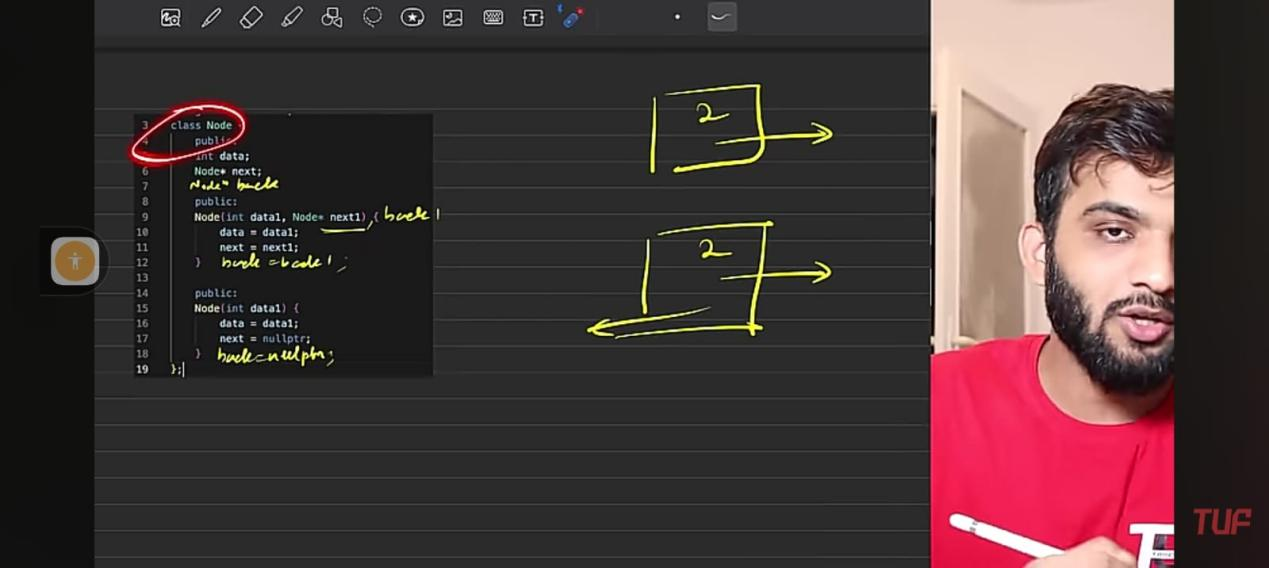 3 class Node
4 public:
int data;
6 Node* next;
7 Node* back
8 public:
9 Node(int data1, Node* next1), { back1
10 data = data1;
11 next = next1;
12 } back = back1;
13
14 public:
15 Node(int data1) {
16 data = data1;
17 next = nullptr;
18 } back=nullptr;
19 };
2
2
T
TUF